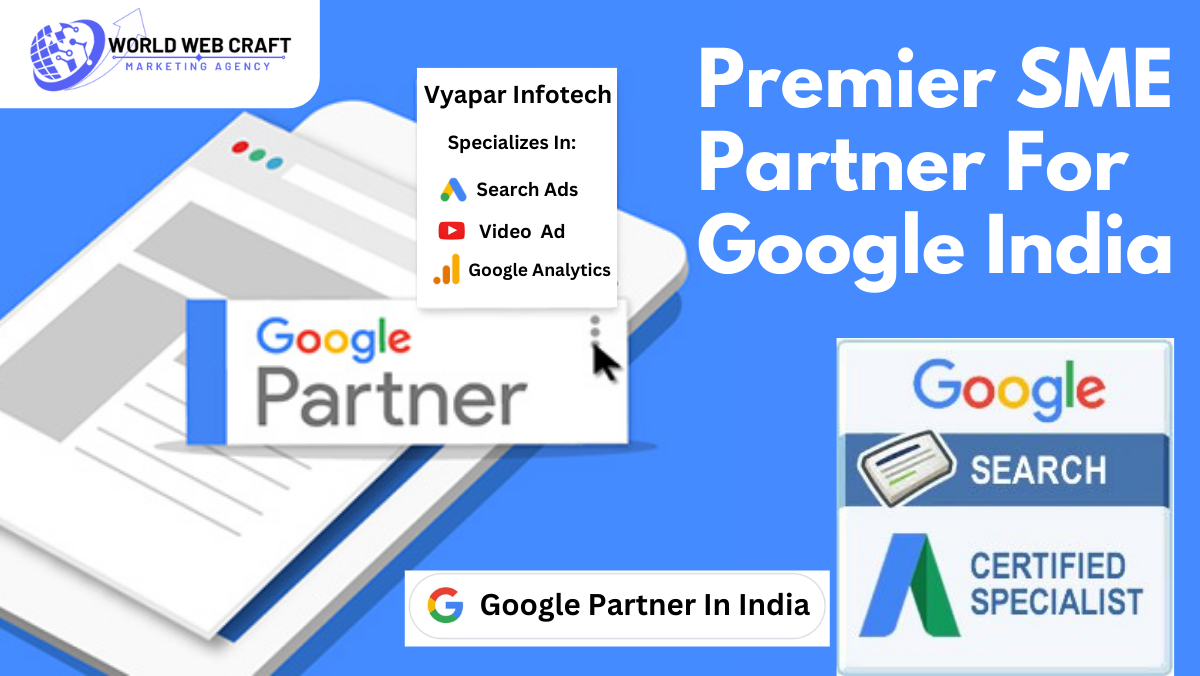 WORLD WEB CRAFT
MARKETING AGENCY
Vyapar Infotech
Specializes In:
Search Ads
Video Ad
Google Analytics
Google
Partner
Premier SME
Partner For
Google India
Google
SEARCH
CERTIFIED
SPECIALIST
Google Partner In India